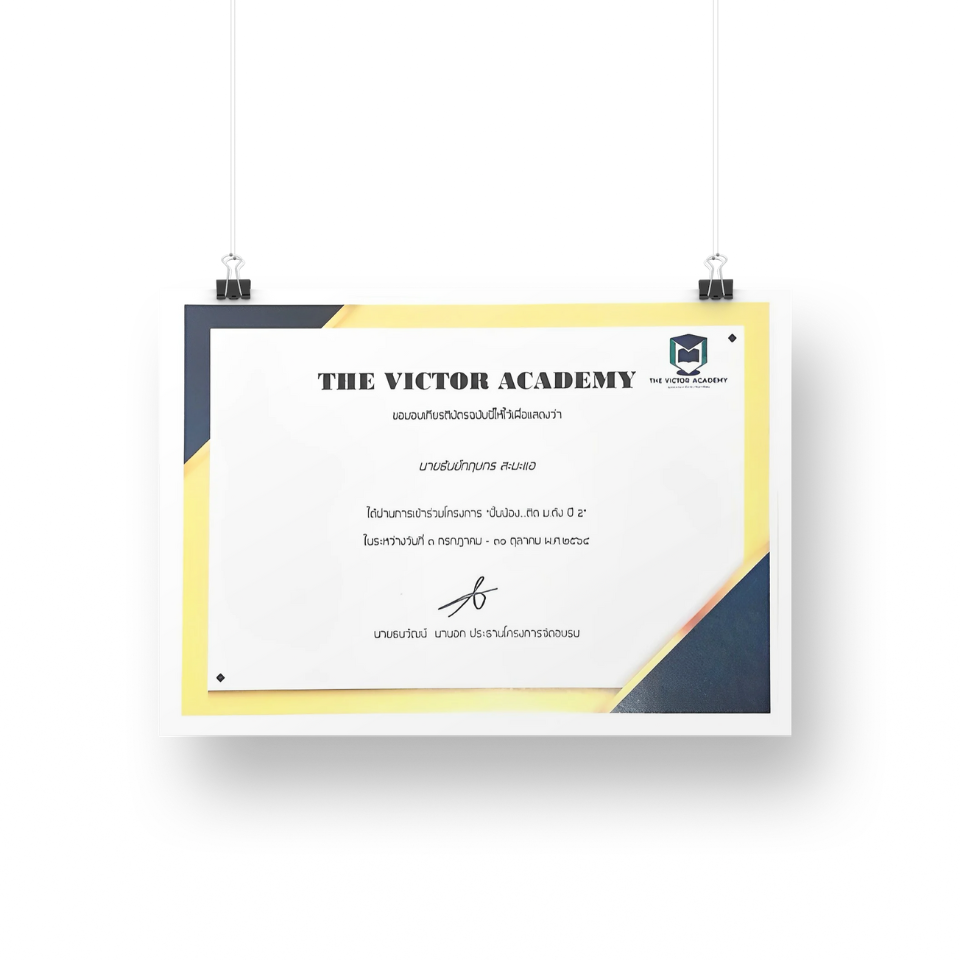 THE VICTOR ACADEMY
THE VICTOR ACADEMY
ขอมอบเกียรติบัตรฉบับนี้ให้ไว้เพื่อแสดงว่า
นายธันย์กฤษกร สะมะแอ
ได้ผ่านการเข้าร่วมโครงการ "ปั้นน้อง..ติด ม.ดัง ปี 2"
ในระหว่างวันที่ ๓ กรกฎาคม - ๓๑ ตุลาคม พ.ศ.๒๕๖๔
นายธนวัฒน์ นานอก ประธานโครงการจัดอบรม